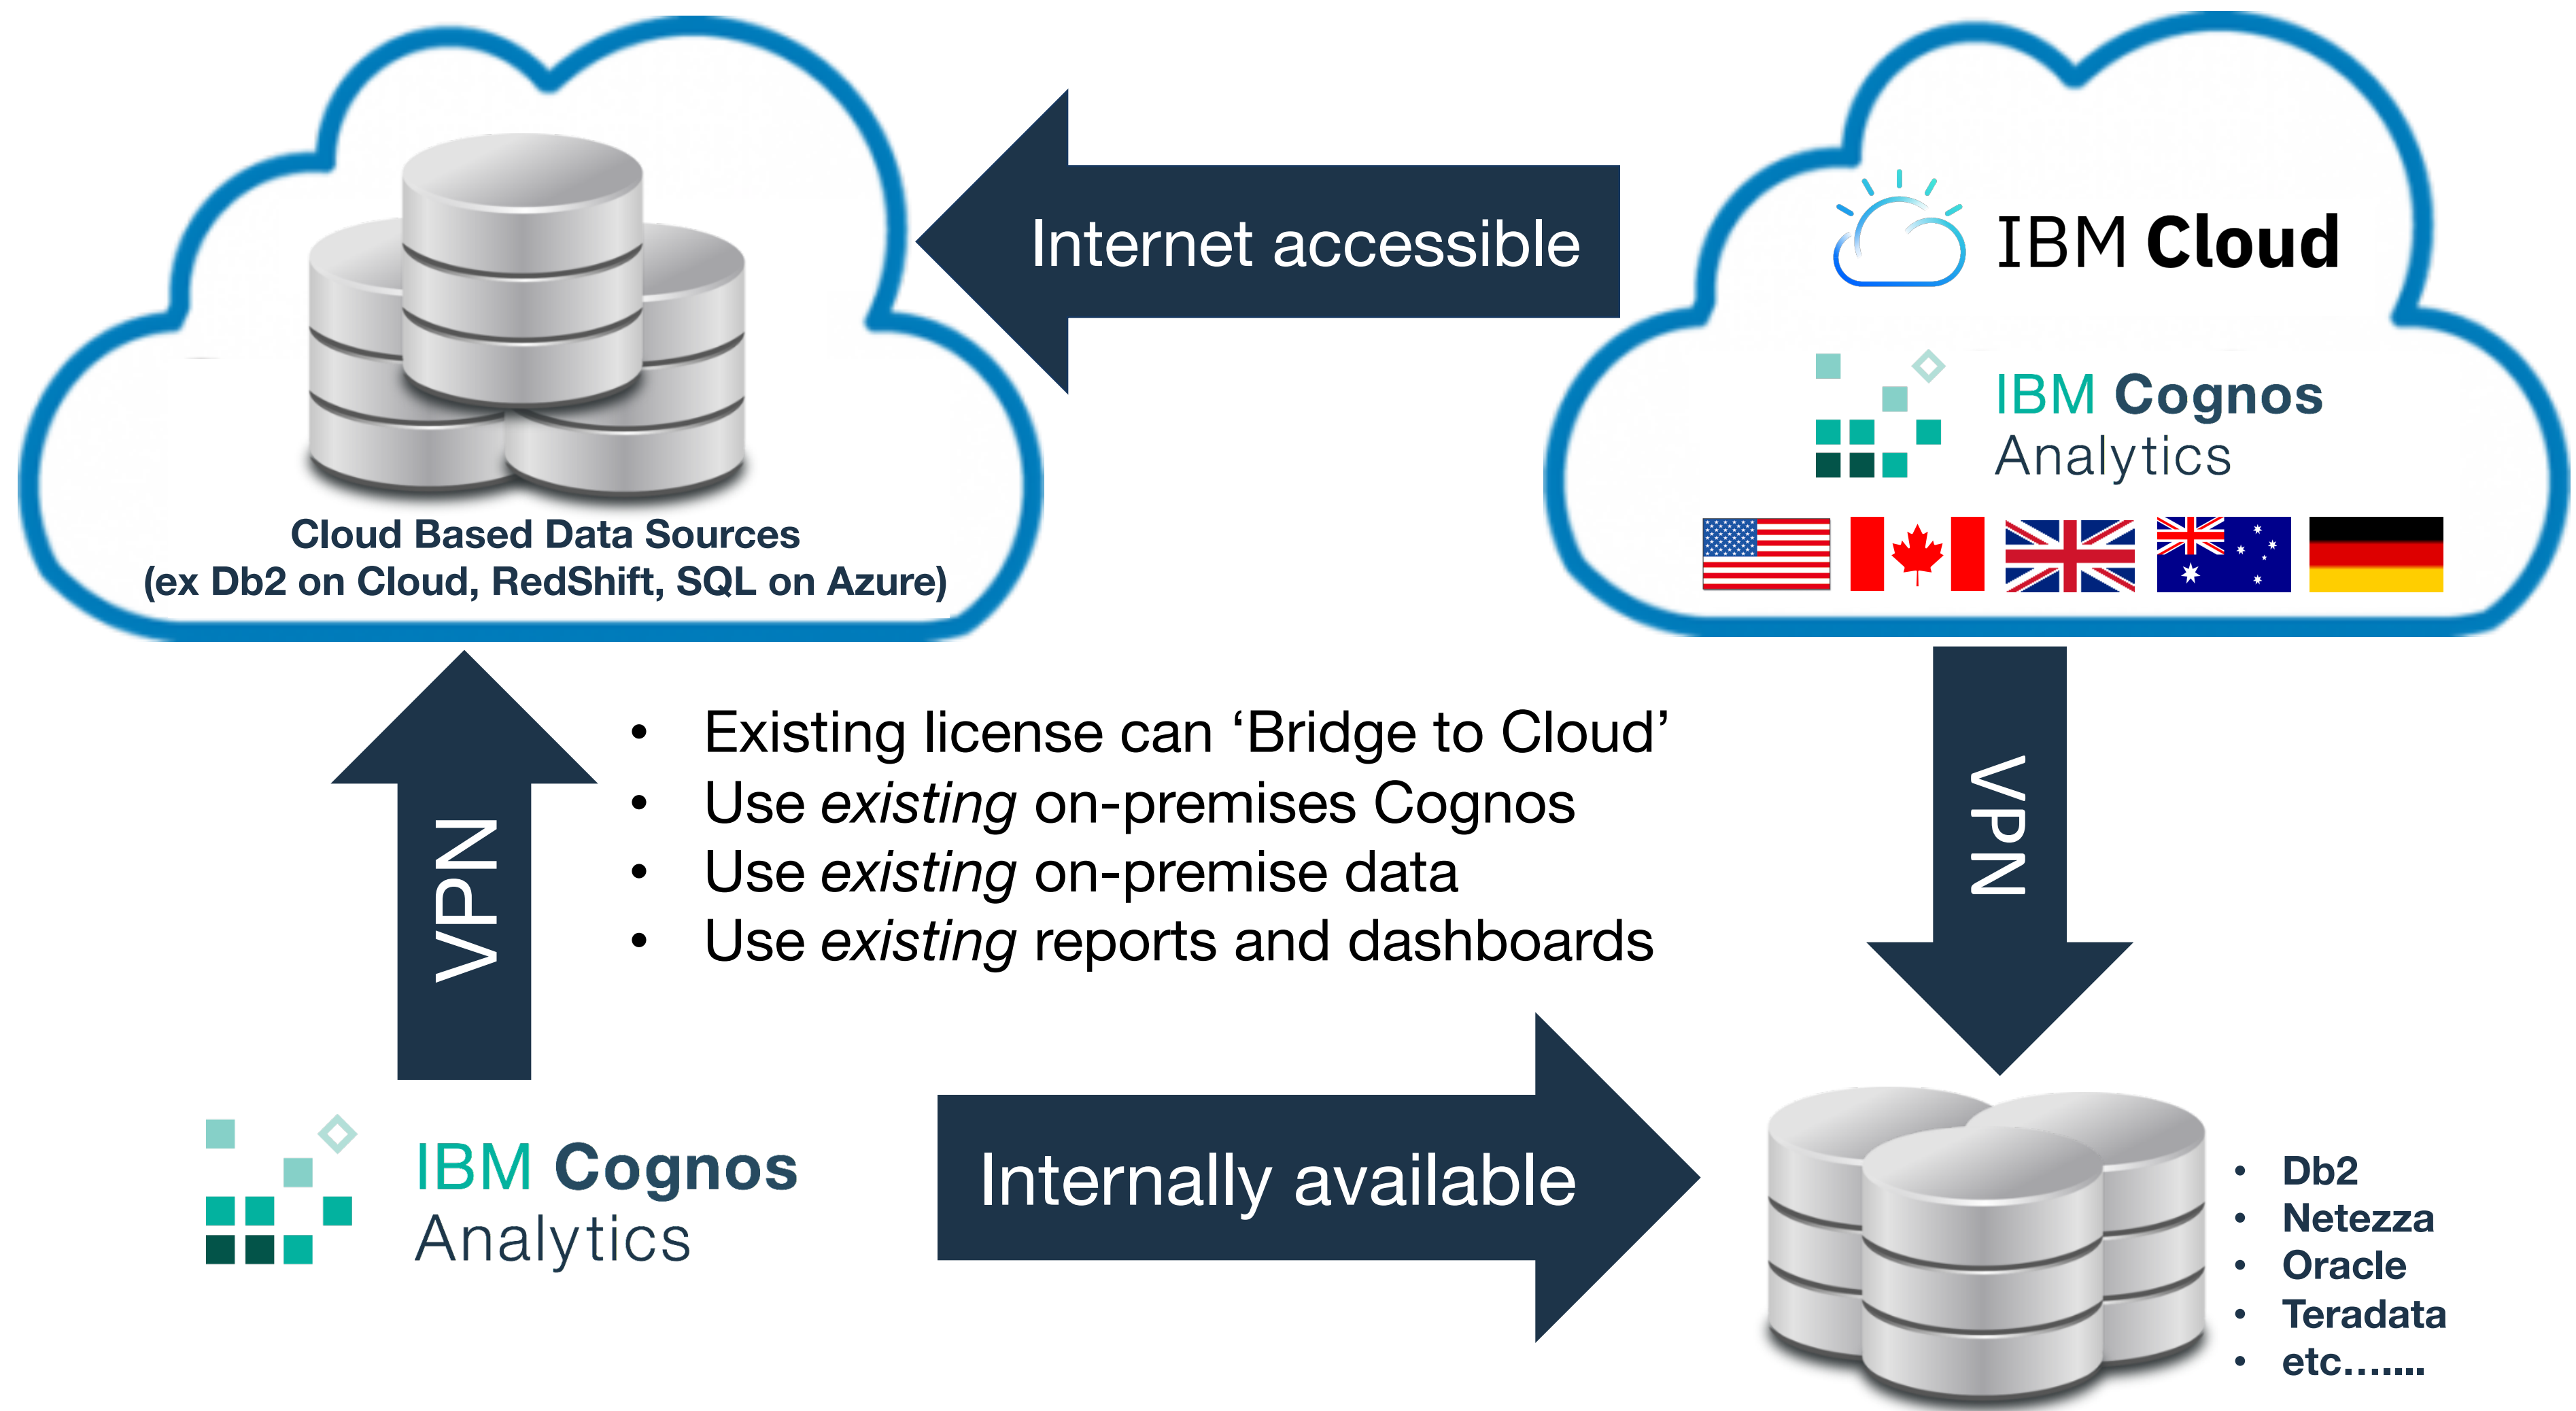 Internet accessible
IBM Cloud
IBM Cognos
Analytics
Cloud Based Data Sources
(ex Db2 on Cloud, RedShift, SQL on Azure)
VPN
• Existing license can ‘Bridge to Cloud’
• Use existing on-premises Cognos
• Use existing on-premise data
• Use existing reports and dashboards
VPN
IBM Cognos
Analytics
Internally available
• Db2
• Netezza
• Oracle
• Teradata
• etc…....